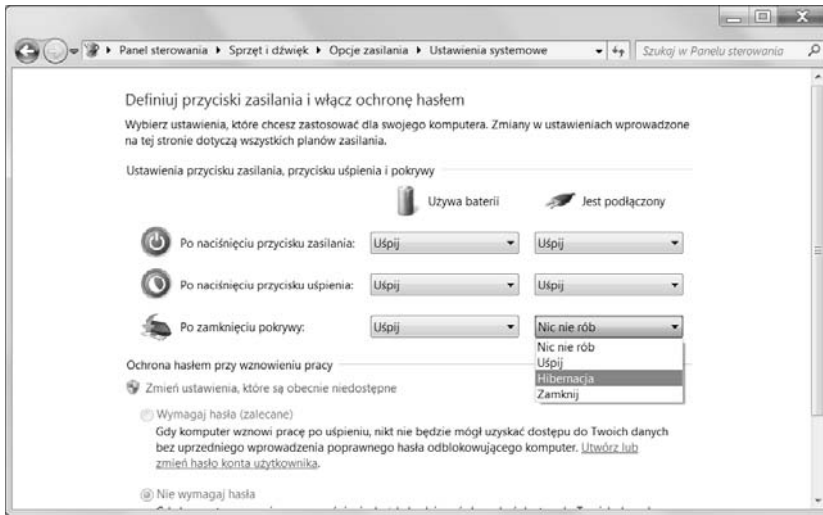 Panel sterowania ▸ Sprzęt i dźwięk ▸ Opcje zasilania ▸ Ustawienia systemowe
Szukaj w Panelu sterowania
Definiuj przyciski zasilania i włącz ochronę hasłem
Wybierz ustawienia, które chcesz zastosować dla swojego komputera. Zmiany w ustawieniach wprowadzone
na tej stronie dotyczą wszystkich planów zasilania.
Ustawienia przycisku zasilania, przycisku uśpienia i pokrywy
Używa baterii Jest podłączony
Po naciśnięciu przycisku zasilania: Uśpij Uśpij
Po naciśnięciu przycisku uśpienia: Uśpij Uśpij
Po zamknięciu pokrywy: Uśpij Nic nie rób
Nic nie rób
Uśpij
Hibernacja
Zamknij
Ochrona hasłem przy wznowieniu pracy
Zmień ustawienia, które są obecnie niedostępne
Wymagaj hasła (zalecane)
Gdy komputer wznowi pracę po uśpieniu, nikt nie będzie mógł uzyskać dostępu do Twoich danych
bez uprzedniego wprowadzenia poprawnego hasła odblokowującego komputer. Utwórz lub
zmień hasło konta użytkownika.
Nie wymagaj hasła